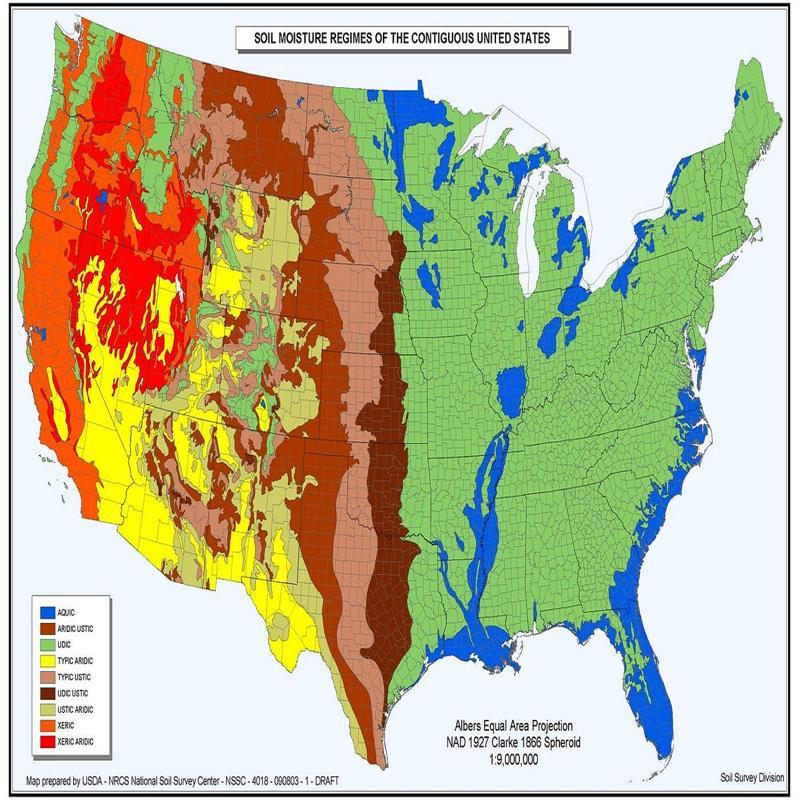 SOIL MOISTURE REGIMES OF THE CONTIGUOUS UNITED STATES
AQUIC
ARIDIC USTIC
UDIC
TYPIC ARIDIC
TYPIC USTIC
UDIC USTIC
USTIC ARIDIC
XERIC
XERIC ARIDIC
Albers Equal Area Projection
NAD 1927 Clarke 1866 Spheroid
1:9,000,000
Map prepared by USDA - NRCS National Soil Survey Center - NSSC - 4018 - 090803 - 1 - DRAFT
Soil Survey Division